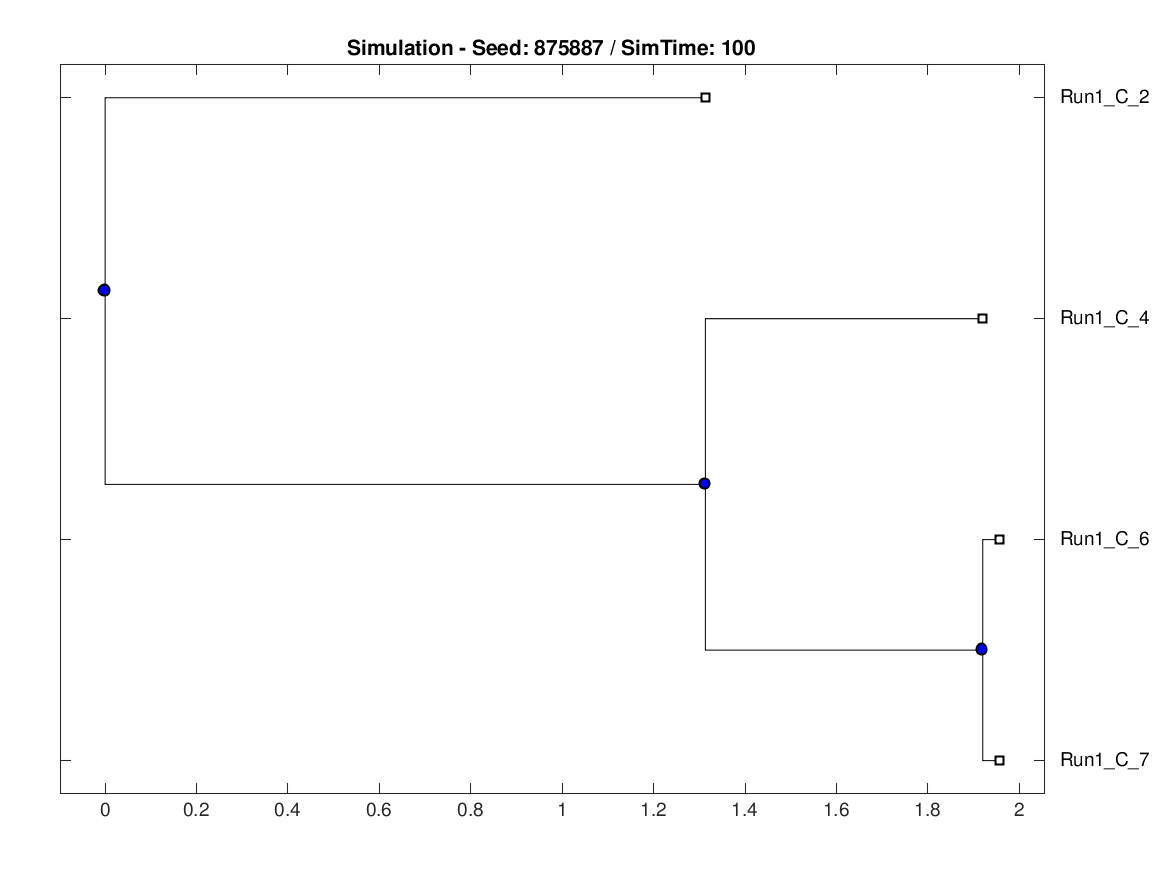 Simulation - Seed: 875887 / SimTime: 100
Run1_C_2
Run1_C_4
Run1_C_6
Run1_C_7
0 0.2 0.4 0.6 0.8 1 1.2 1.4 1.6 1.8 2